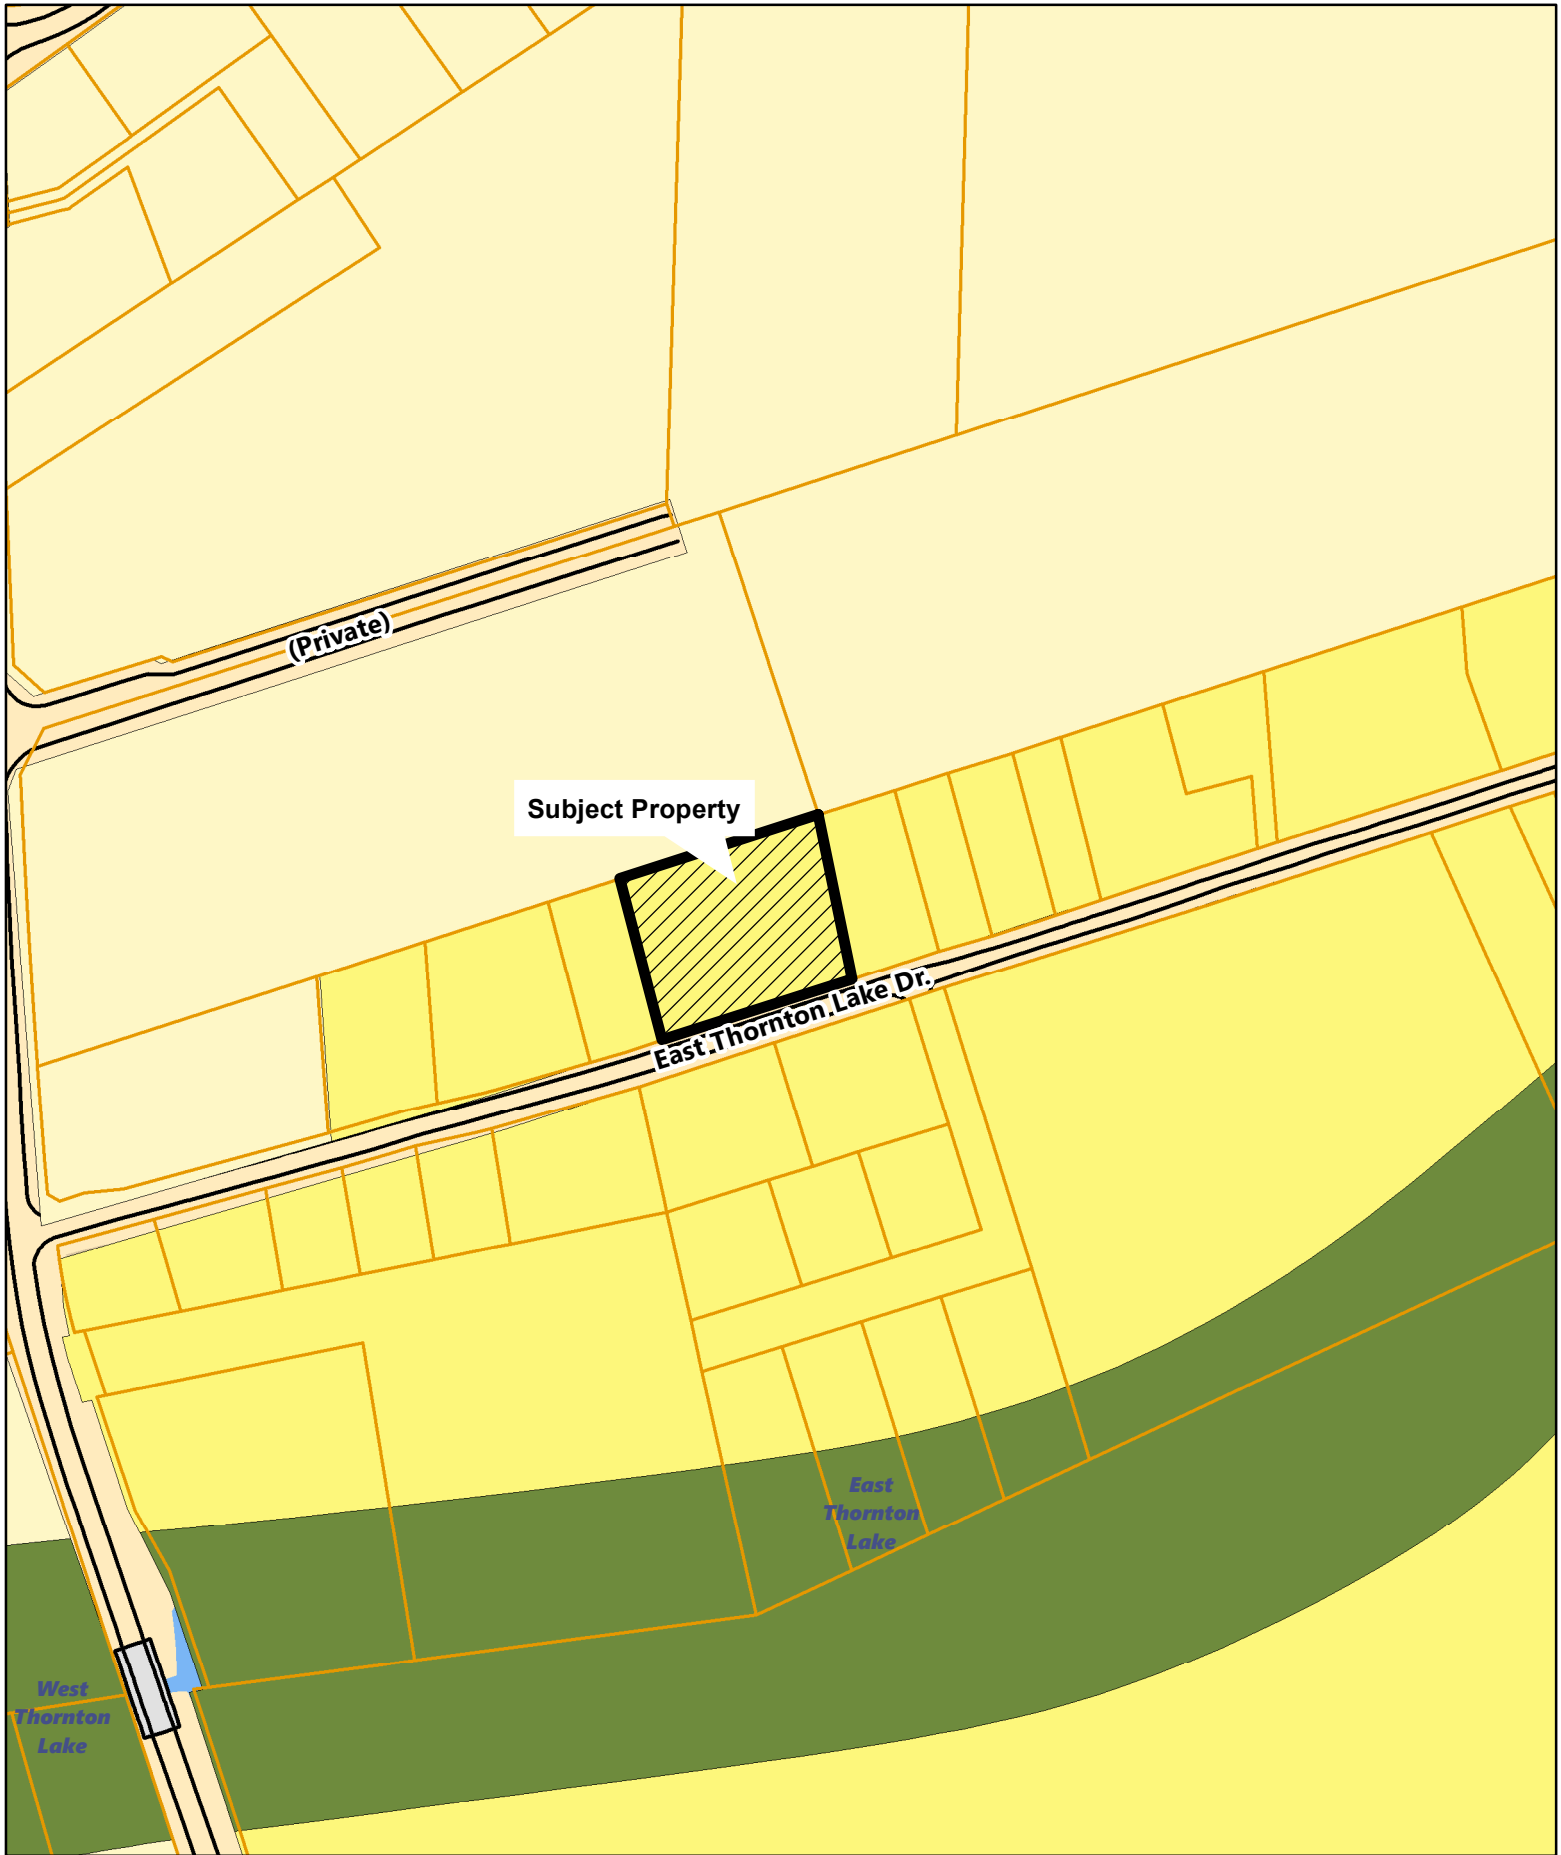 (Private)
Subject Property
East Thornton Lake Dr.
East
Thornton
Lake
West
Thornton
Lake